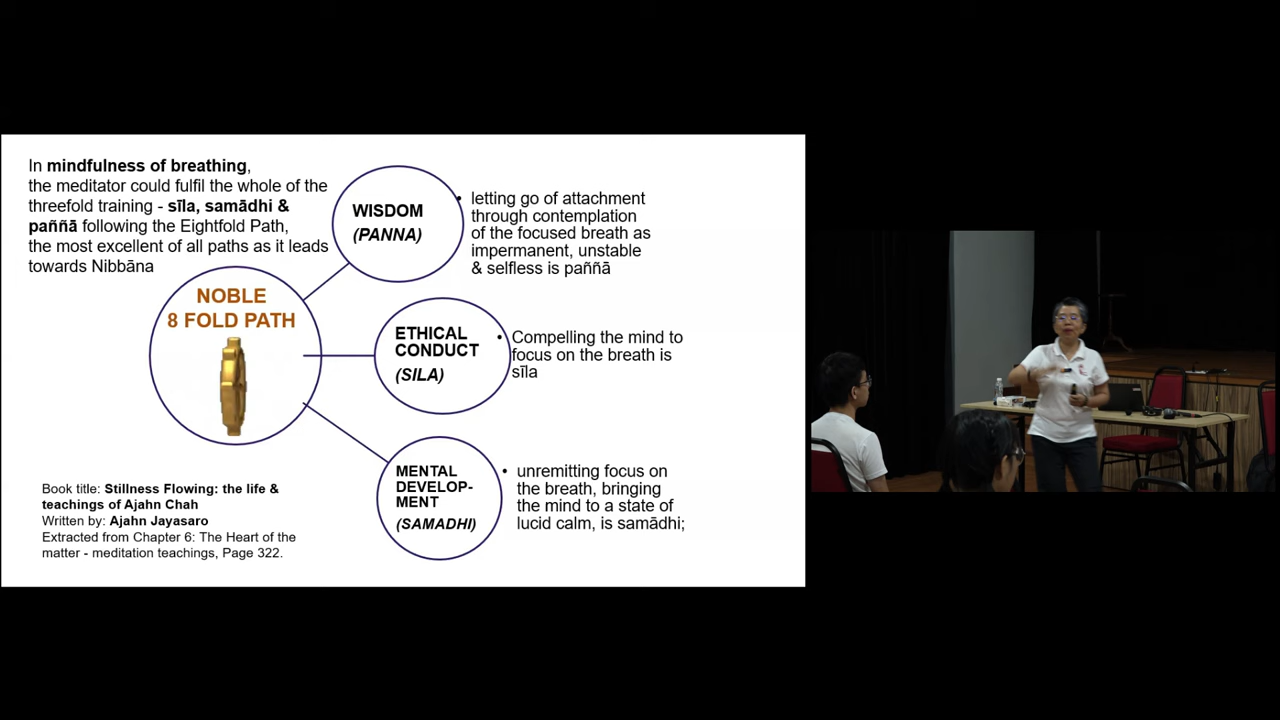 In mindfulness of breathing,
the meditator could fulfil the whole of the
threefold training - sīla, samādhi &
paññā following the Eightfold Path,
the most excellent of all paths as it leads
towards Nibbāna
NOBLE
8 FOLD PATH
WISDOM
(PANNA)
• letting go of attachment
through contemplation
of the focused breath as
impermanent, unstable
& selfless is paññā
ETHICAL
CONDUCT
(SILA)
• Compelling the mind to
focus on the breath is
sīla
MENTAL
DEVELOP-
MENT
(SAMADHI)
• unremitting focus on
the breath, bringing
the mind to a state of
lucid calm, is samādhi;
Book title: Stillness Flowing: the life &
teachings of Ajahn Chah
Written by: Ajahn Jayasaro
Extracted from Chapter 6: The Heart of the
matter - meditation teachings, Page 322.